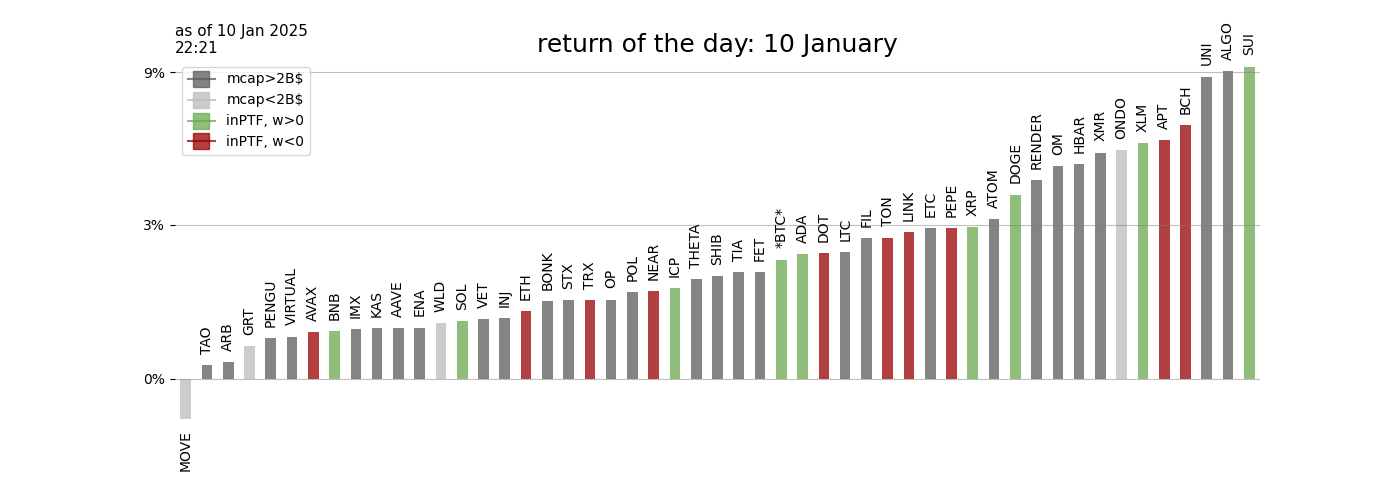 as of 10 Jan 2025
22:21
return of the day: 10 January
mcap>2B$
mcap<2B$
inPTF, w>0
inPTF, w<0
9%
3%
0%
MOVE
TAO
ARB
GRT
PENGU
VIRTUAL
AVAX
BNB
IMX
KAS
AAVE
ENA
WLD
SOL
VET
INJ
ETH
BONK
STX
TRX
OP
POL
NEAR
ICP
THETA
SHIB
TIA
FET
*BTC*
ADA
DOT
LTC
FIL
TON
LINK
ETC
PEPE
XRP
ATOM
DOGE
RENDER
OM
HBAR
XMR
ONDO
XLM
APT
BCH
UNI
ALGO
SUI